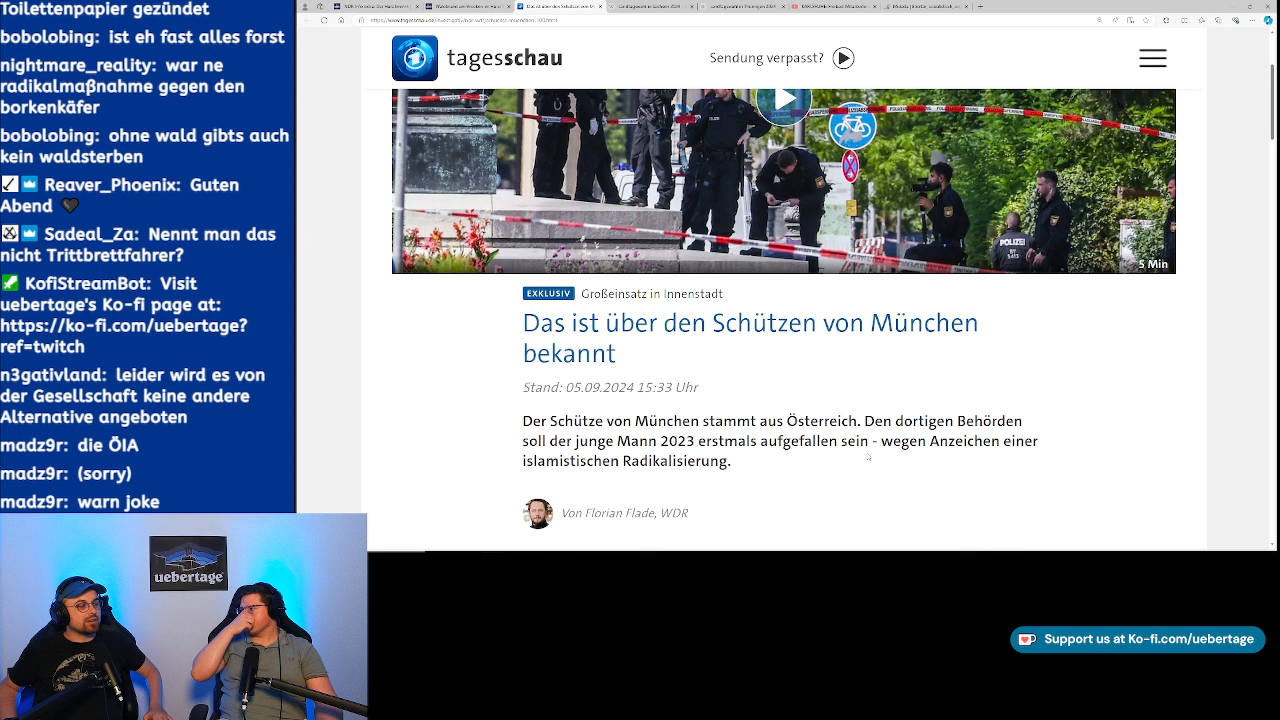 Toilettenpapier gezündet
bobolobing: ist eh fast alles forst
nightmare_reality: war ne
radikalmaßnahme gegen den
borkenkäfer
bobolobing: ohne wald gibts auch
kein waldsterben
Reaver_Phoenix: Guten
Abend 🖤
Sadeal_Za: Nennt man das
nicht Trittbrettfahrer?
KofiStreamBot: Visit
uebertage's Ko-fi page at:
https://ko-fi.com/uebertage?
ref=twitch
n3gativland: leider wird es von
der Gesellschaft keine andere
Alternative angeboten
madz9r: die ÖIA
madz9r: (sorry)
madz9r: warn joke
uebertage
tagesschau
Sendung verpasst?
POLIZEI
5 Min
EXKLUSIV Großeinsatz in Innenstadt
Das ist über den Schützen von München
bekannt
Stand: 05.09.2024 15:33 Uhr
Der Schütze von München stammt aus Österreich. Den dortigen Behörden
soll der junge Mann 2023 erstmals aufgefallen sein - wegen Anzeichen einer
islamistischen Radikalisierung.
Von Florian Flade, WDR
Support us at Ko-fi.com/uebertage